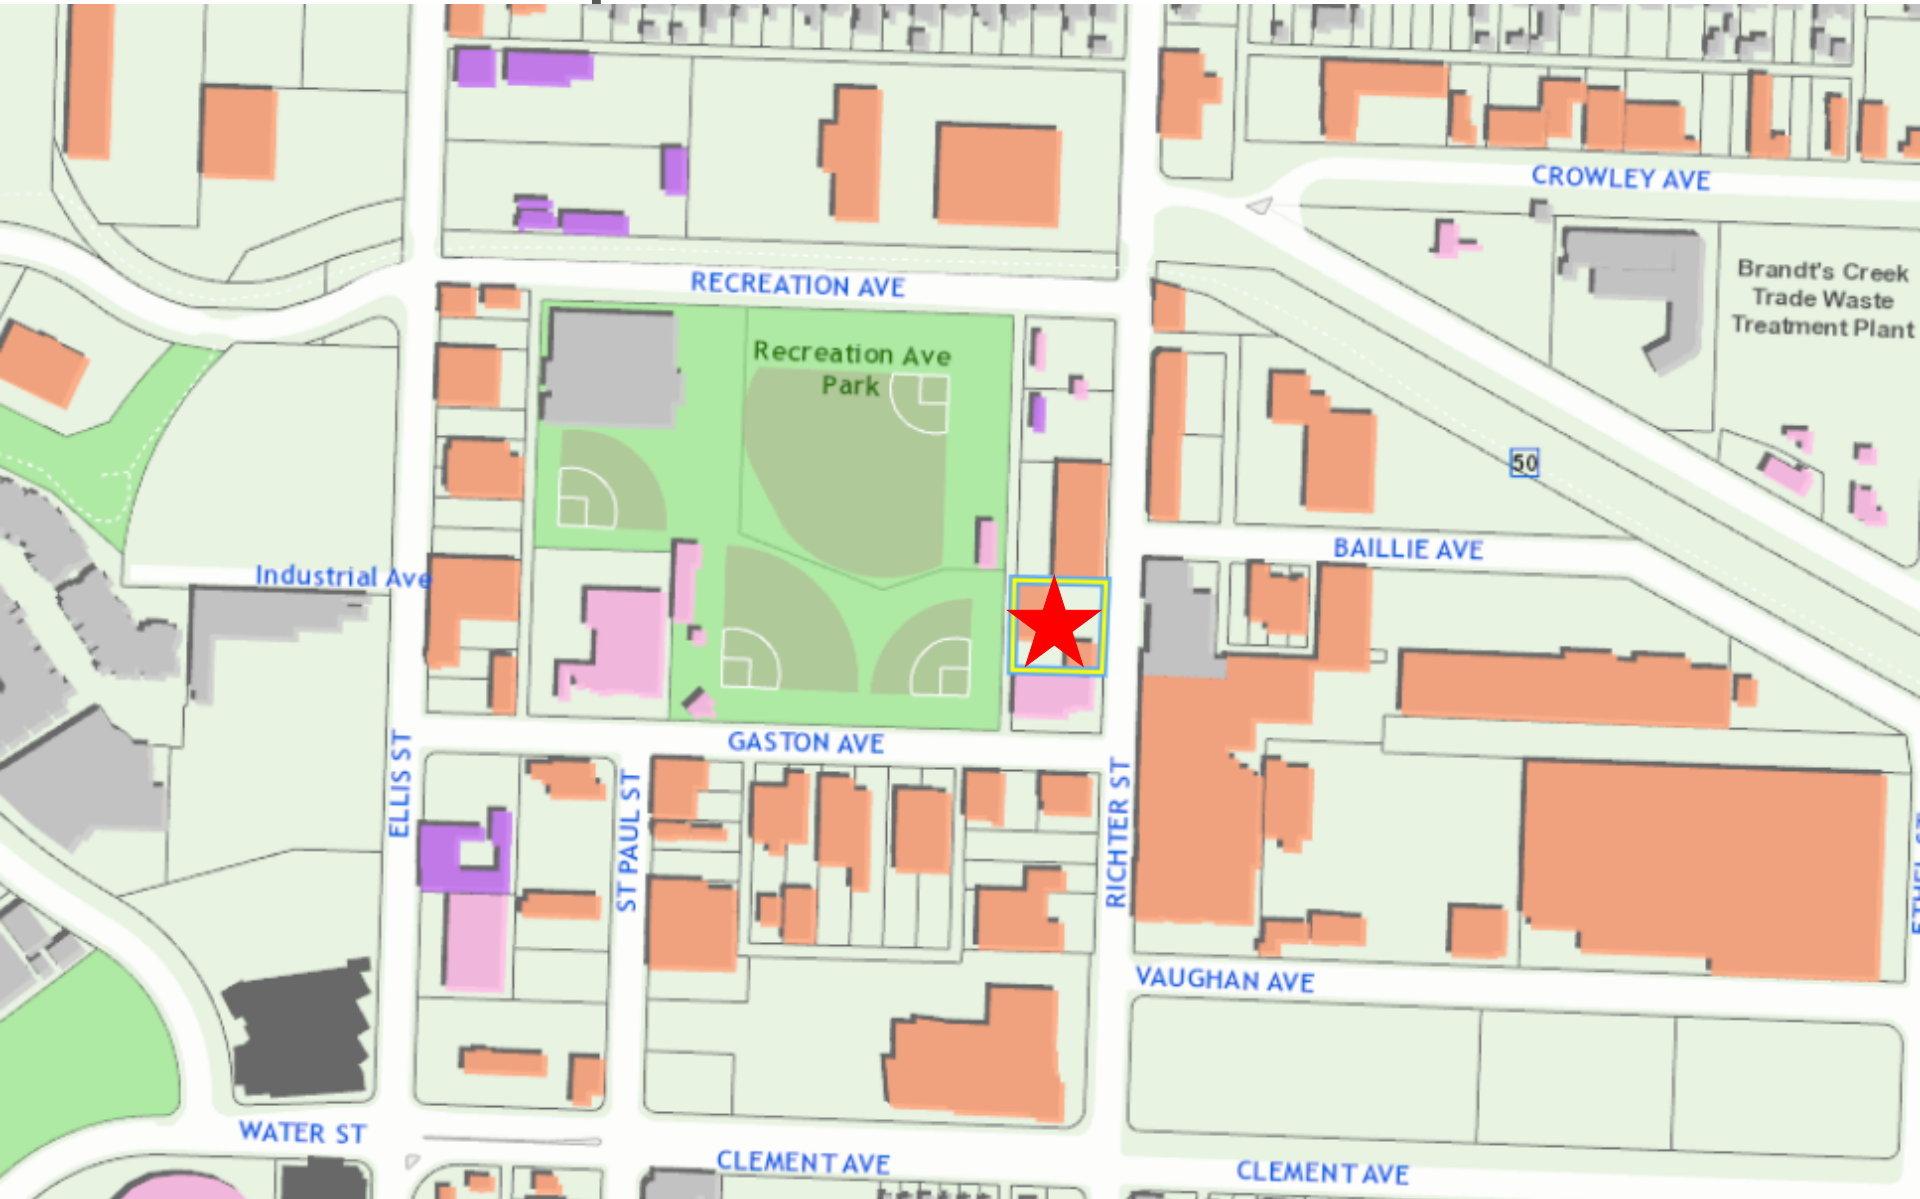 CROWLEY AVE
RECREATION AVE
Brandt's Creek
Trade Waste
Treatment Plant
Recreation Ave
Park
50
BAILLIE AVE
Industrial Ave
GASTON AVE
ELLIS ST
ST PAUL ST
RICHTER ST
VAUGHAN AVE
WATER ST
CLEMENT AVE
CLEMENT AVE